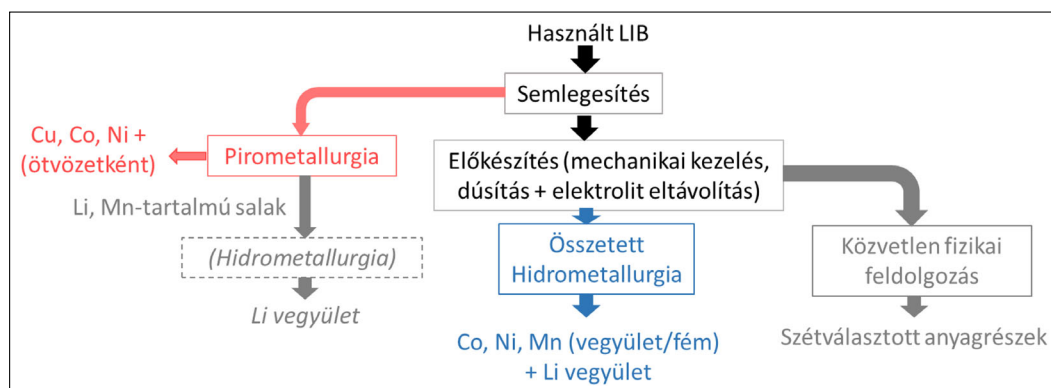 Használt LIB
Semlegesítés
Cu, Co, Ni +
(ötvözetként)
Pirometallurgia
Előkészítés (mechanikai kezelés,
dúsítás + elektrolit eltávolítás)
Li, Mn-tartalmú salak
(Hidrometallurgia)
Li vegyület
Összetett
Hidrometallurgia
Co, Ni, Mn (vegyület/fém)
+ Li vegyület
Közvetlen fizikai
feldolgozás
Szétválasztott anyagrészek